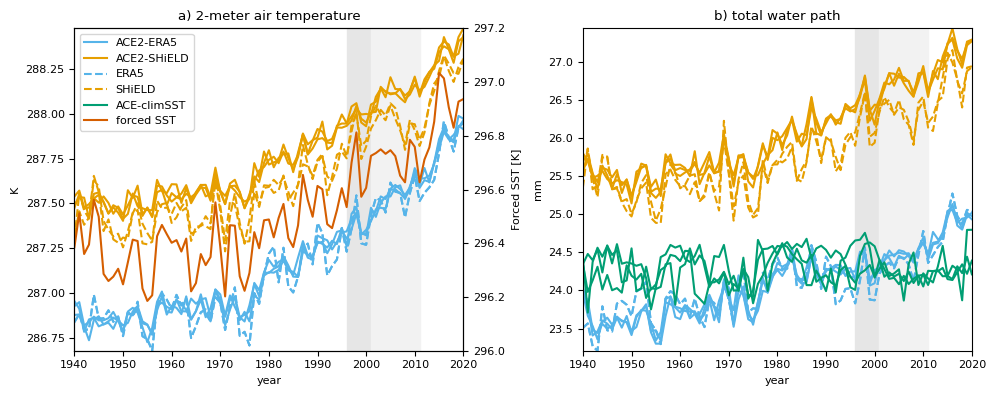 a) 2-meter air temperature
ACE2-ERA5
ACE2-SHiELD
ERA5
SHiELD
ACE-climSST
forced SST
288.25
288.00
287.75
287.50
287.25
287.00
286.75
K
1940 1950 1960 1970 1980 1990 2000 2010 2020
year
297.2
297.0
296.8
296.6
296.4
296.2
296.0
Forced SST [K]
b) total water path
27.0
26.5
26.0
25.5
25.0
24.5
24.0
23.5
mm
1940 1950 1960 1970 1980 1990 2000 2010 2020
year